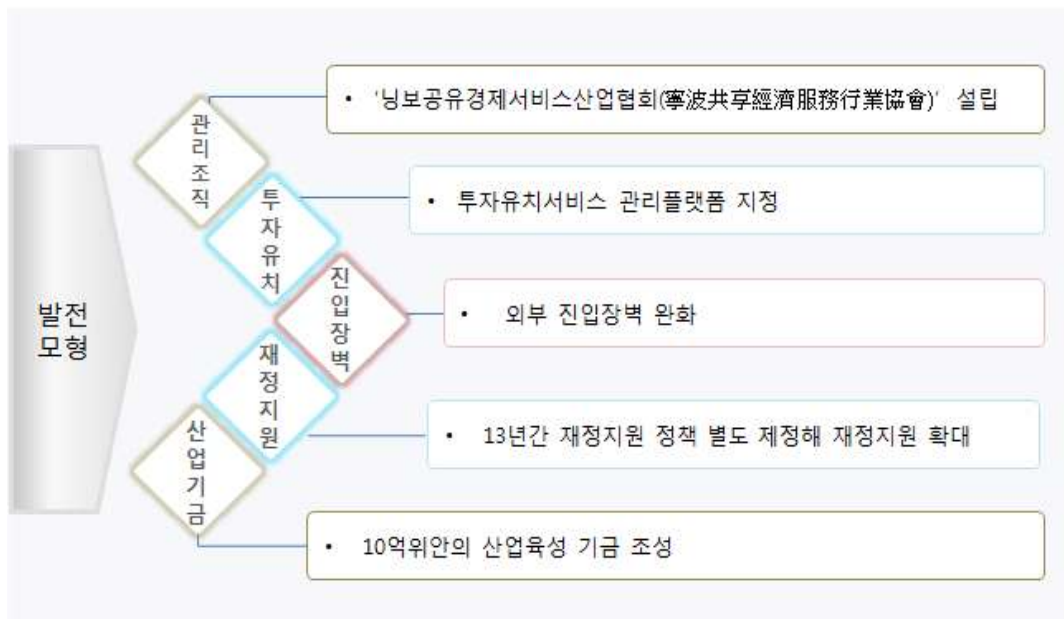 발전
모형
관리조직
• '닝보공유경제서비스산업협회(寧波共享經濟服務行業協會)' 설립
투자유치
• 투자유치서비스 관리플랫폼 지정
진입장벽
• 외부 진입장벽 완화
재정지원
• 13년간 재정지원 정책 별도 제정해 재정지원 확대
산업기금
• 10억위안의 산업육성 기금 조성